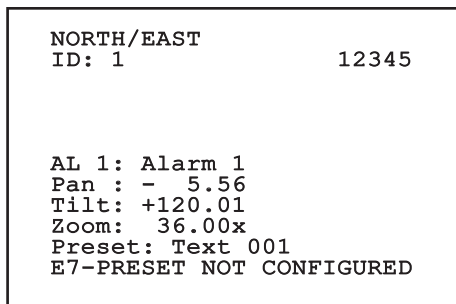 NORTH/EAST
ID: 1 12345
AL 1: Alarm 1
Pan : - 5.56
Tilt: +120.01
Zoom: 36.00x
Preset: Text 001
E7-PRESET NOT CONFIGURED